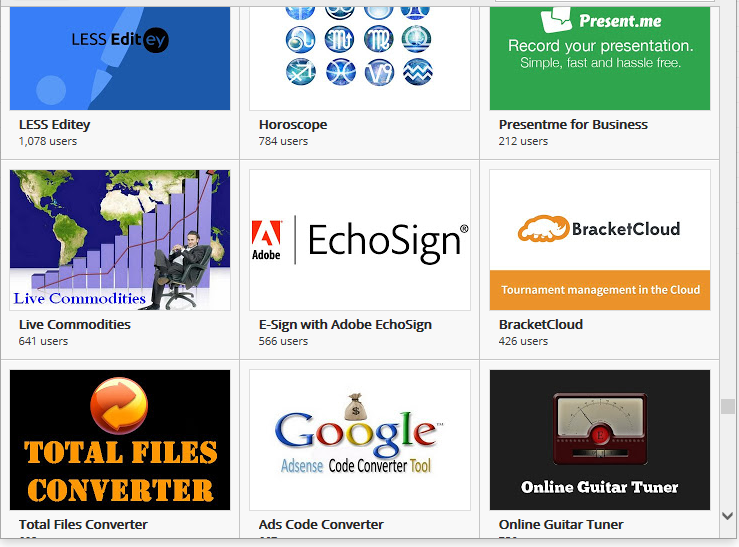 LESS Editey
Present.me
Record your presentation.
Simple, fast and hassle free.
LESS Editey
1,078 users
Horoscope
784 users
Presentme for Business
212 users
Live Commodities
Adobe
EchoSign®
BracketCloud
Tournament management in the Cloud
Live Commodities
641 users
E-Sign with Adobe EchoSign
566 users
BracketCloud
426 users
TOTAL FILES
CONVERTER
Google™
Adsense Code Converter Tool
E
Online Guitar Tuner
Total Files Converter
Ads Code Converter
Online Guitar Tuner